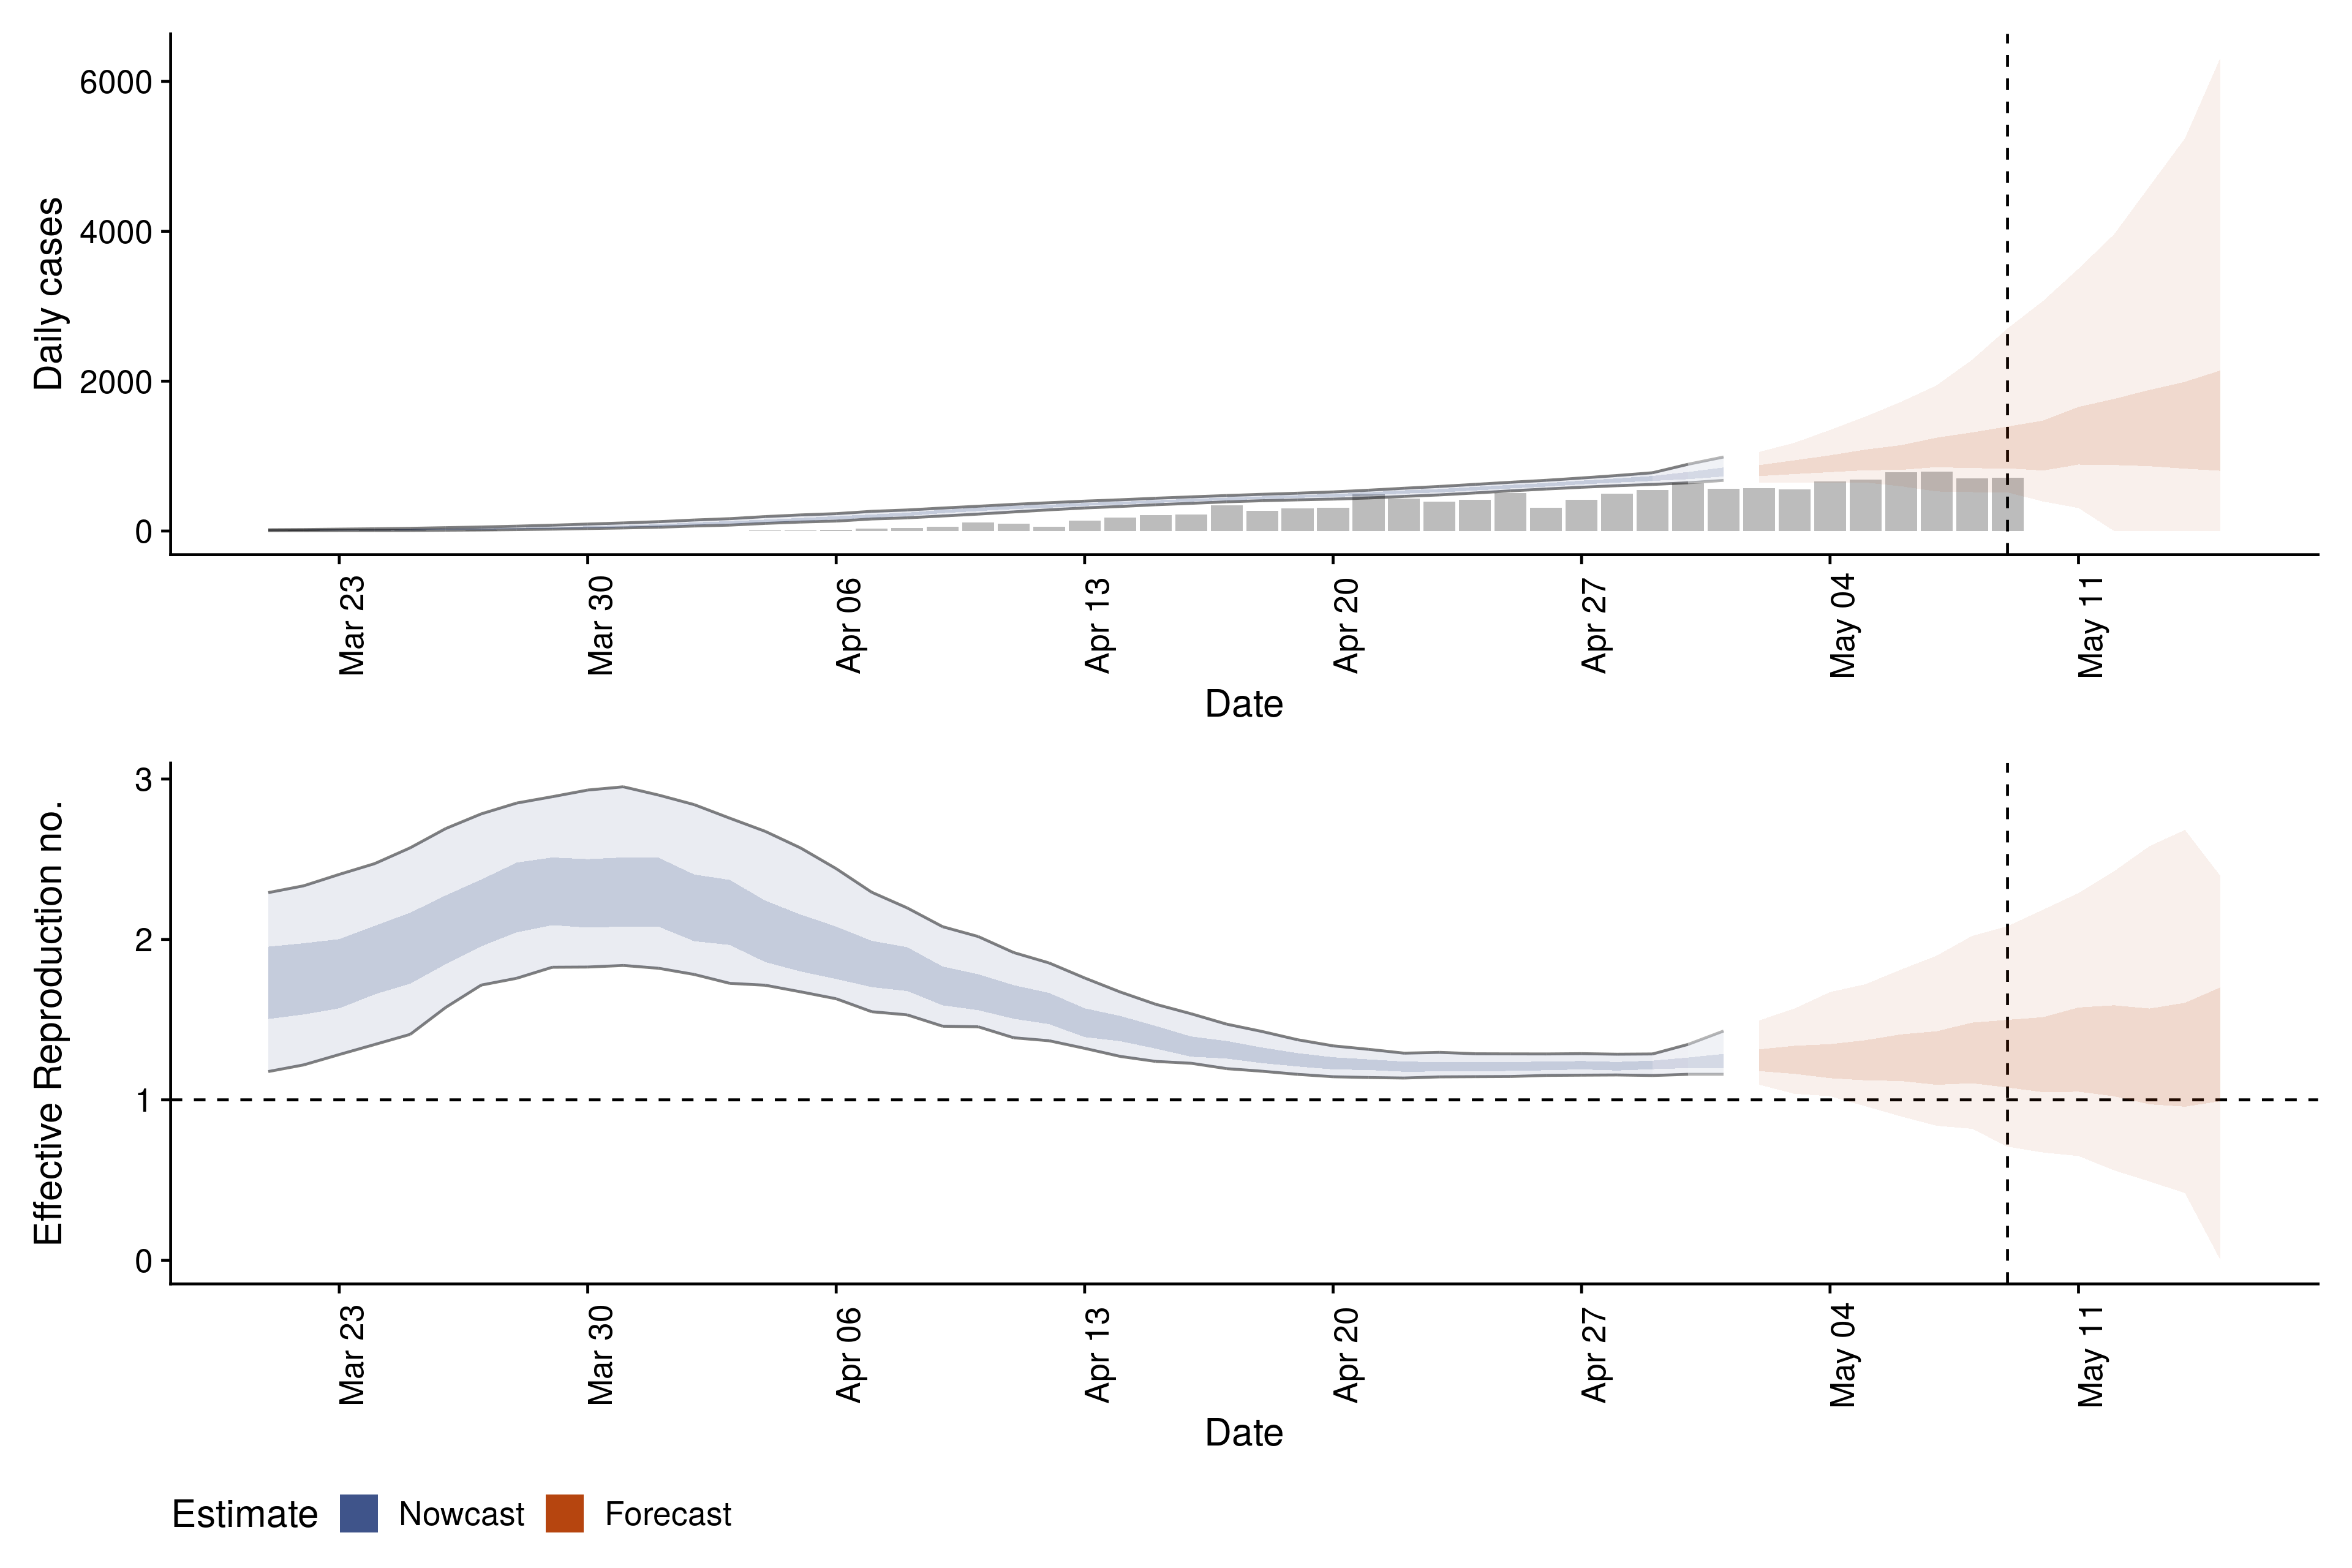 6000
4000
2000
0
Daily cases
Mar 23
Mar 30
Apr 06
Apr 13
Apr 20
Apr 27
May 04
May 11
Date
3
2
1
0
Effective Reproduction no.
Mar 23
Mar 30
Apr 06
Apr 13
Apr 20
Apr 27
May 04
May 11
Date
Estimate Nowcast Forecast